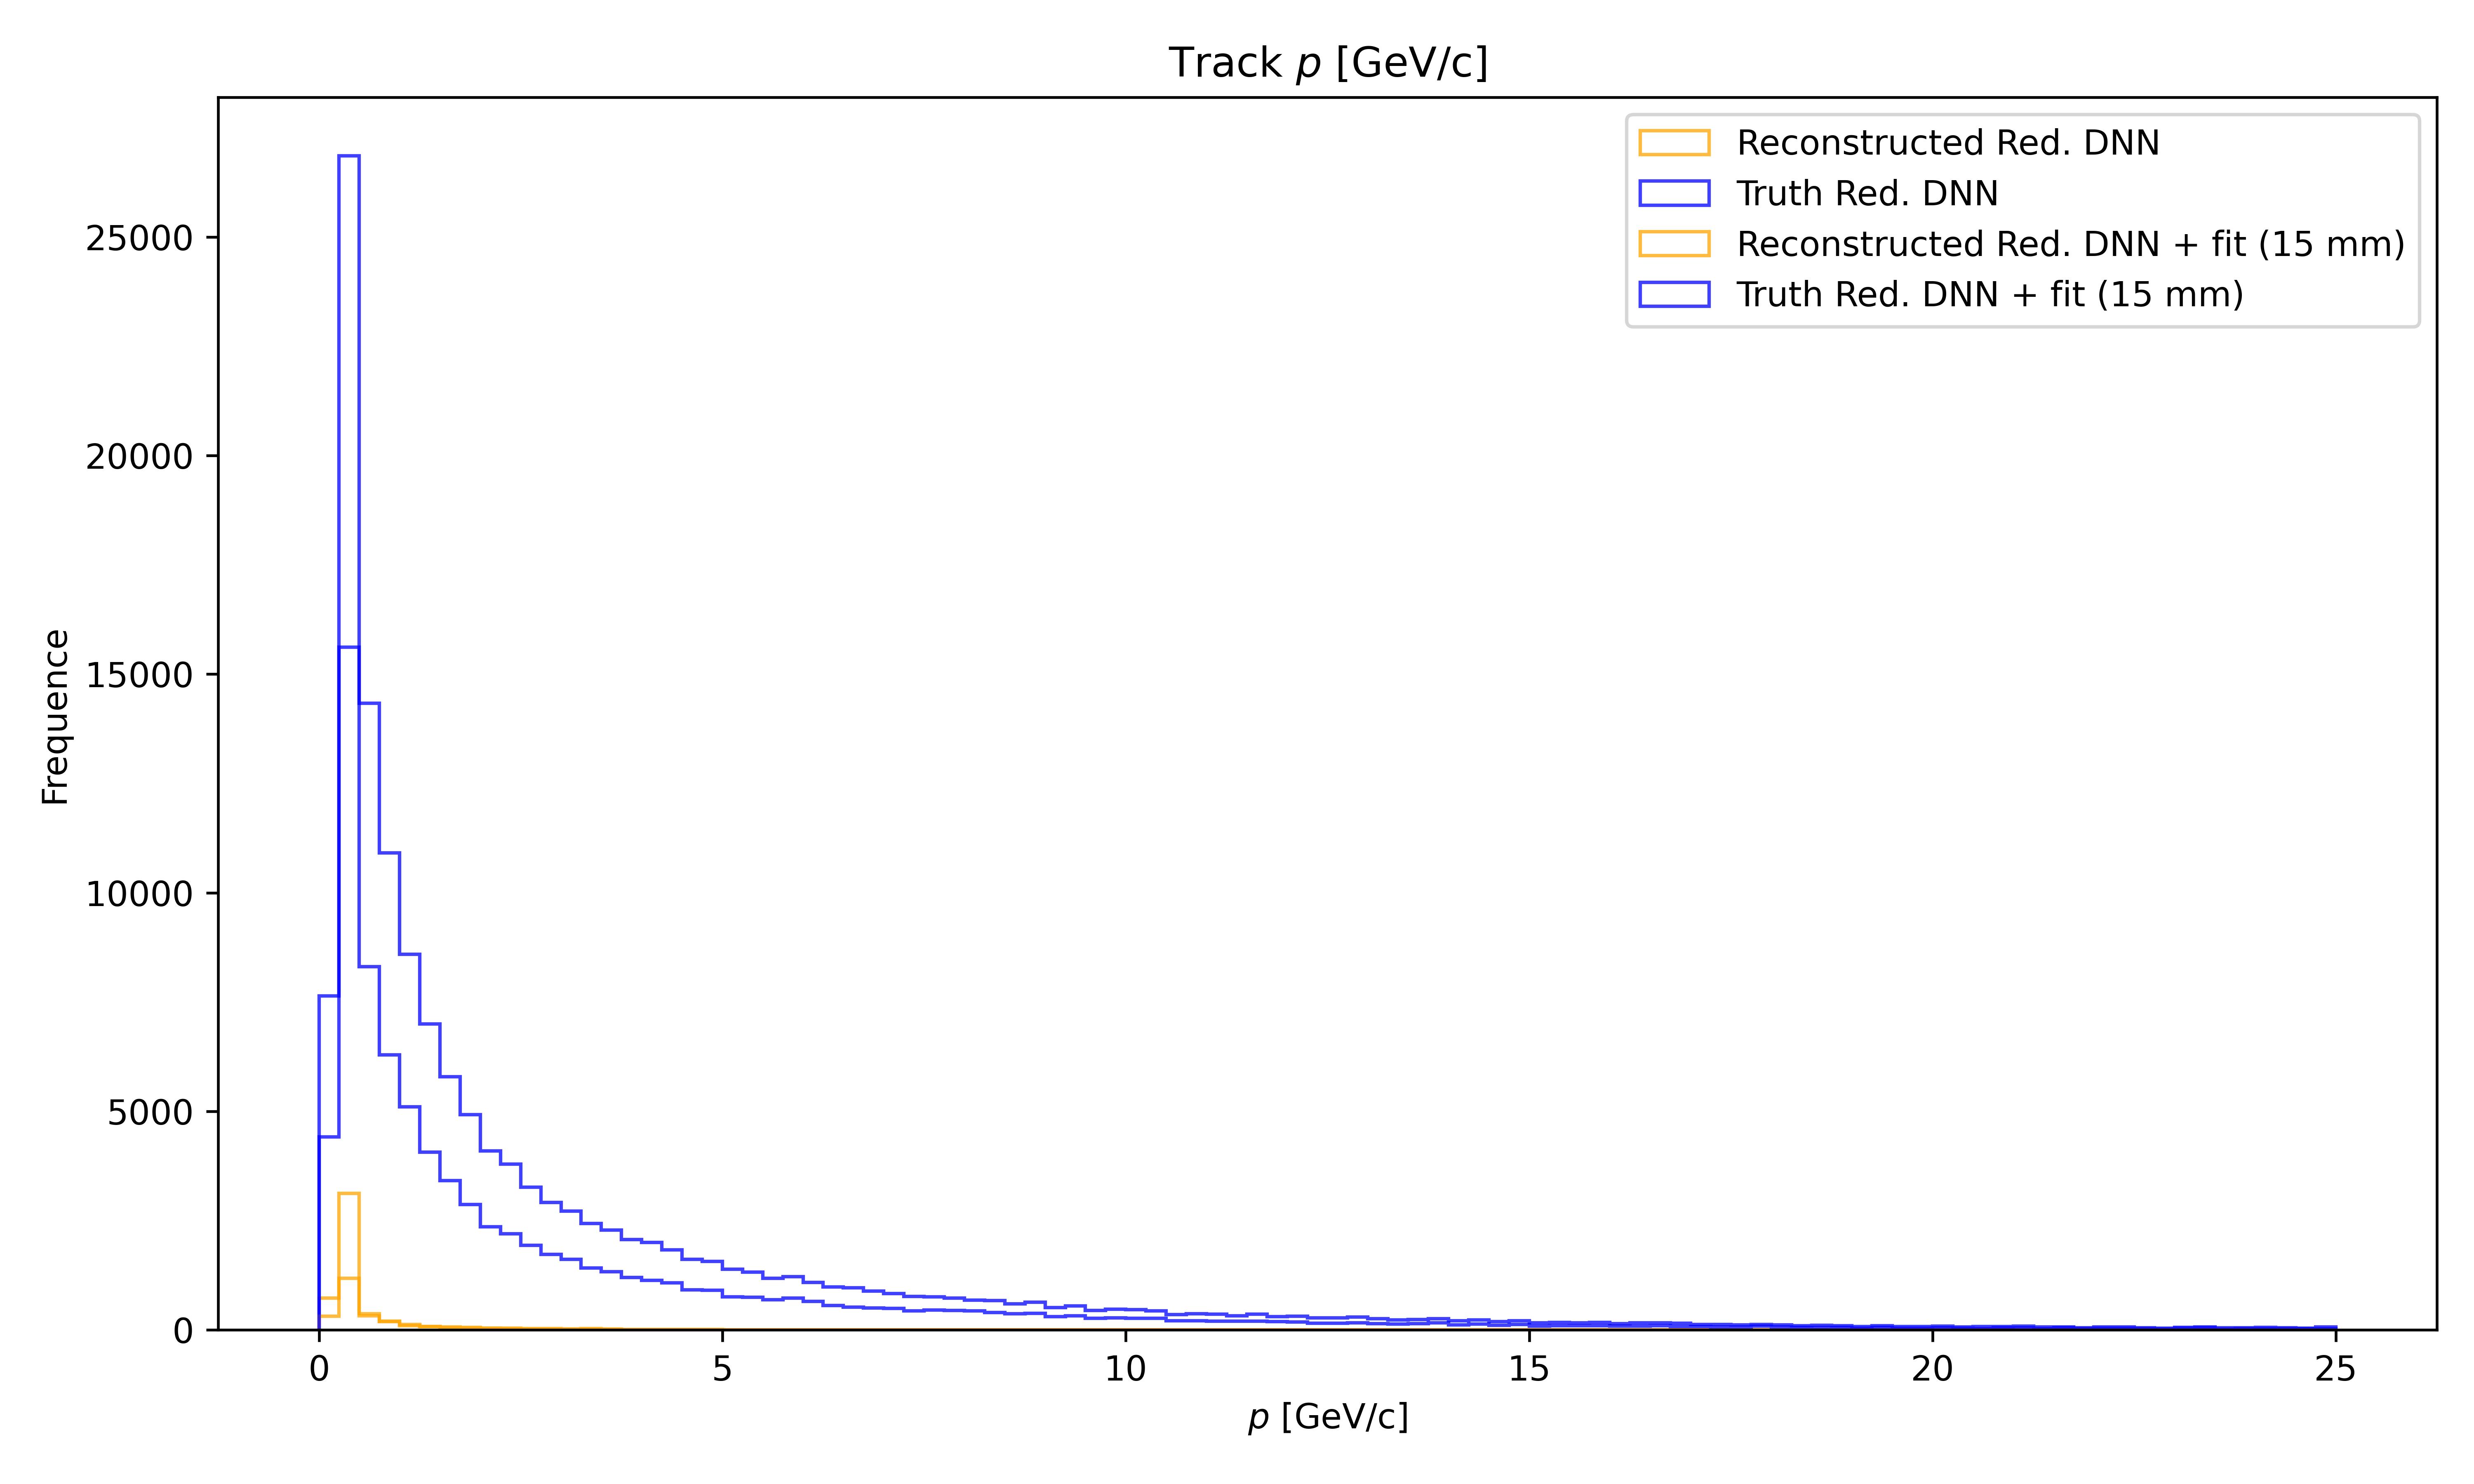 Track p [GeV/c]
Reconstructed Red. DNN
Truth Red. DNN
Reconstructed Red. DNN + fit (15 mm)
Truth Red. DNN + fit (15 mm)
Frequence
25000
20000
15000
10000
5000
0
0 5 10 15 20 25
p [GeV/c]